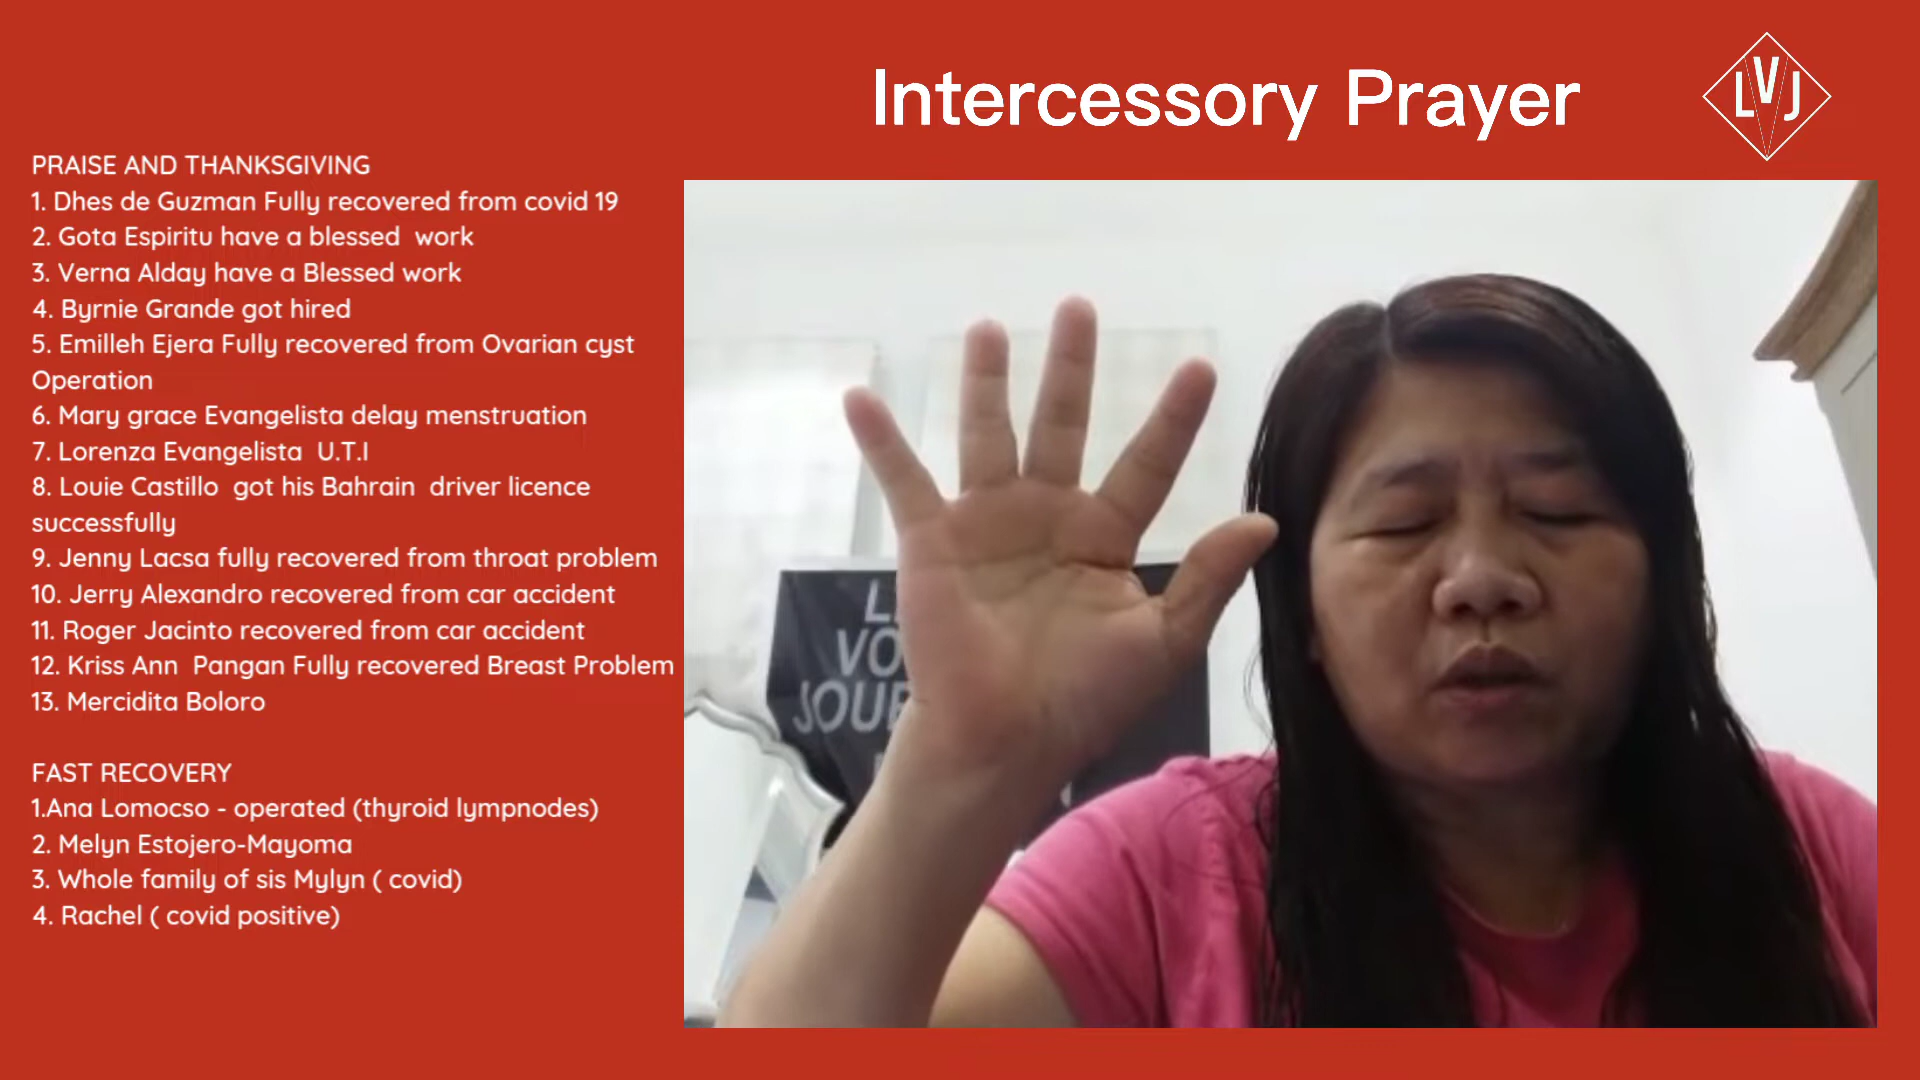 Intercessory Prayer
LVJ
PRAISE AND THANKSGIVING
1. Dhes de Guzman Fully recovered from covid 19
2. Gota Espiritu have a blessed  work
3. Verna Alday have a Blessed work
4. Byrnie Grande got hired
5. Emilleh Ejera Fully recovered from Ovarian cyst
Operation
6. Mary grace Evangelista delay menstruation
7. Lorenza Evangelista  U.T.I
8. Louie Castillo  got his Bahrain  driver licence
successfully
9. Jenny Lacsa fully recovered from throat problem
10. Jerry Alexandro recovered from car accident
11. Roger Jacinto recovered from car accident
12. Kriss Ann  Pangan Fully recovered Breast Problem
13. Mercidita Boloro
FAST RECOVERY
1.Ana Lomocso - operated (thyroid lympnodes)
2. Melyn Estojero-Mayoma
3. Whole family of sis Mylyn ( covid)
4. Rachel ( covid positive)